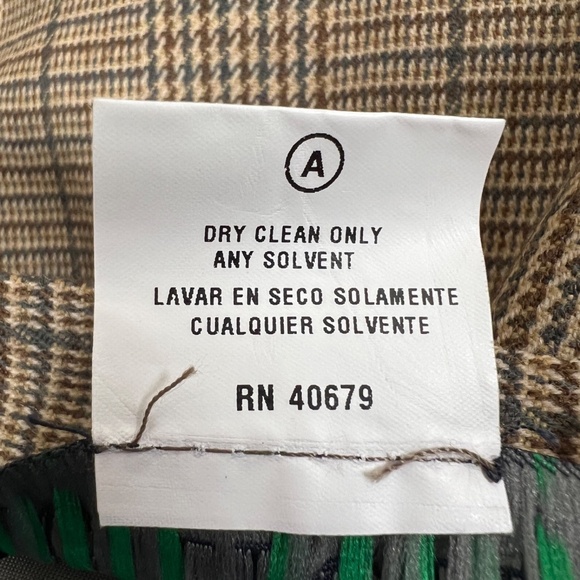 A
DRY CLEAN ONLY
ANY SOLVENT
LAVAR EN SECO SOLAMENTE
CUALQUIER SOLVENTE
RN 40679